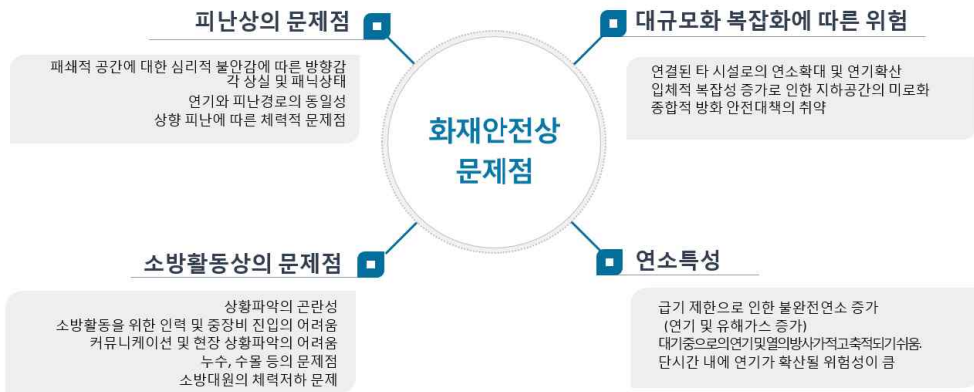 피난상의 문제점
패쇄적 공간에 대한 심리적 불안감에 따른 방향감
각 상실 및 패닉상태
연기와 피난경로의 동일성
상향 피난에 따른 체력적 문제점
대규모화 복잡화에 따른 위험
연결된 타 시설로의 연소확대 및 연기확산
입체적 복잡성 증가로 인한 지하공간의 미로화
종합적 방화 안전대책의 취약
화재안전상
문제점
소방활동상의 문제점
상황파악의 곤란성
소방활동을 위한 인력 및 중장비 진입의 어려움
커뮤니케이션 및 현장 상황파악의 어려움
누수, 수몰 등의 문제점
소방대원의 체력저하 문제
연소특성
급기 제한으로 인한 불완전연소 증가
(연기 및 유해가스 증가)
대기중으로의 연기 및 열의 방사가 적고 축적되기 쉬움.
단시간 내에 연기가 확산될 위험성이 큼